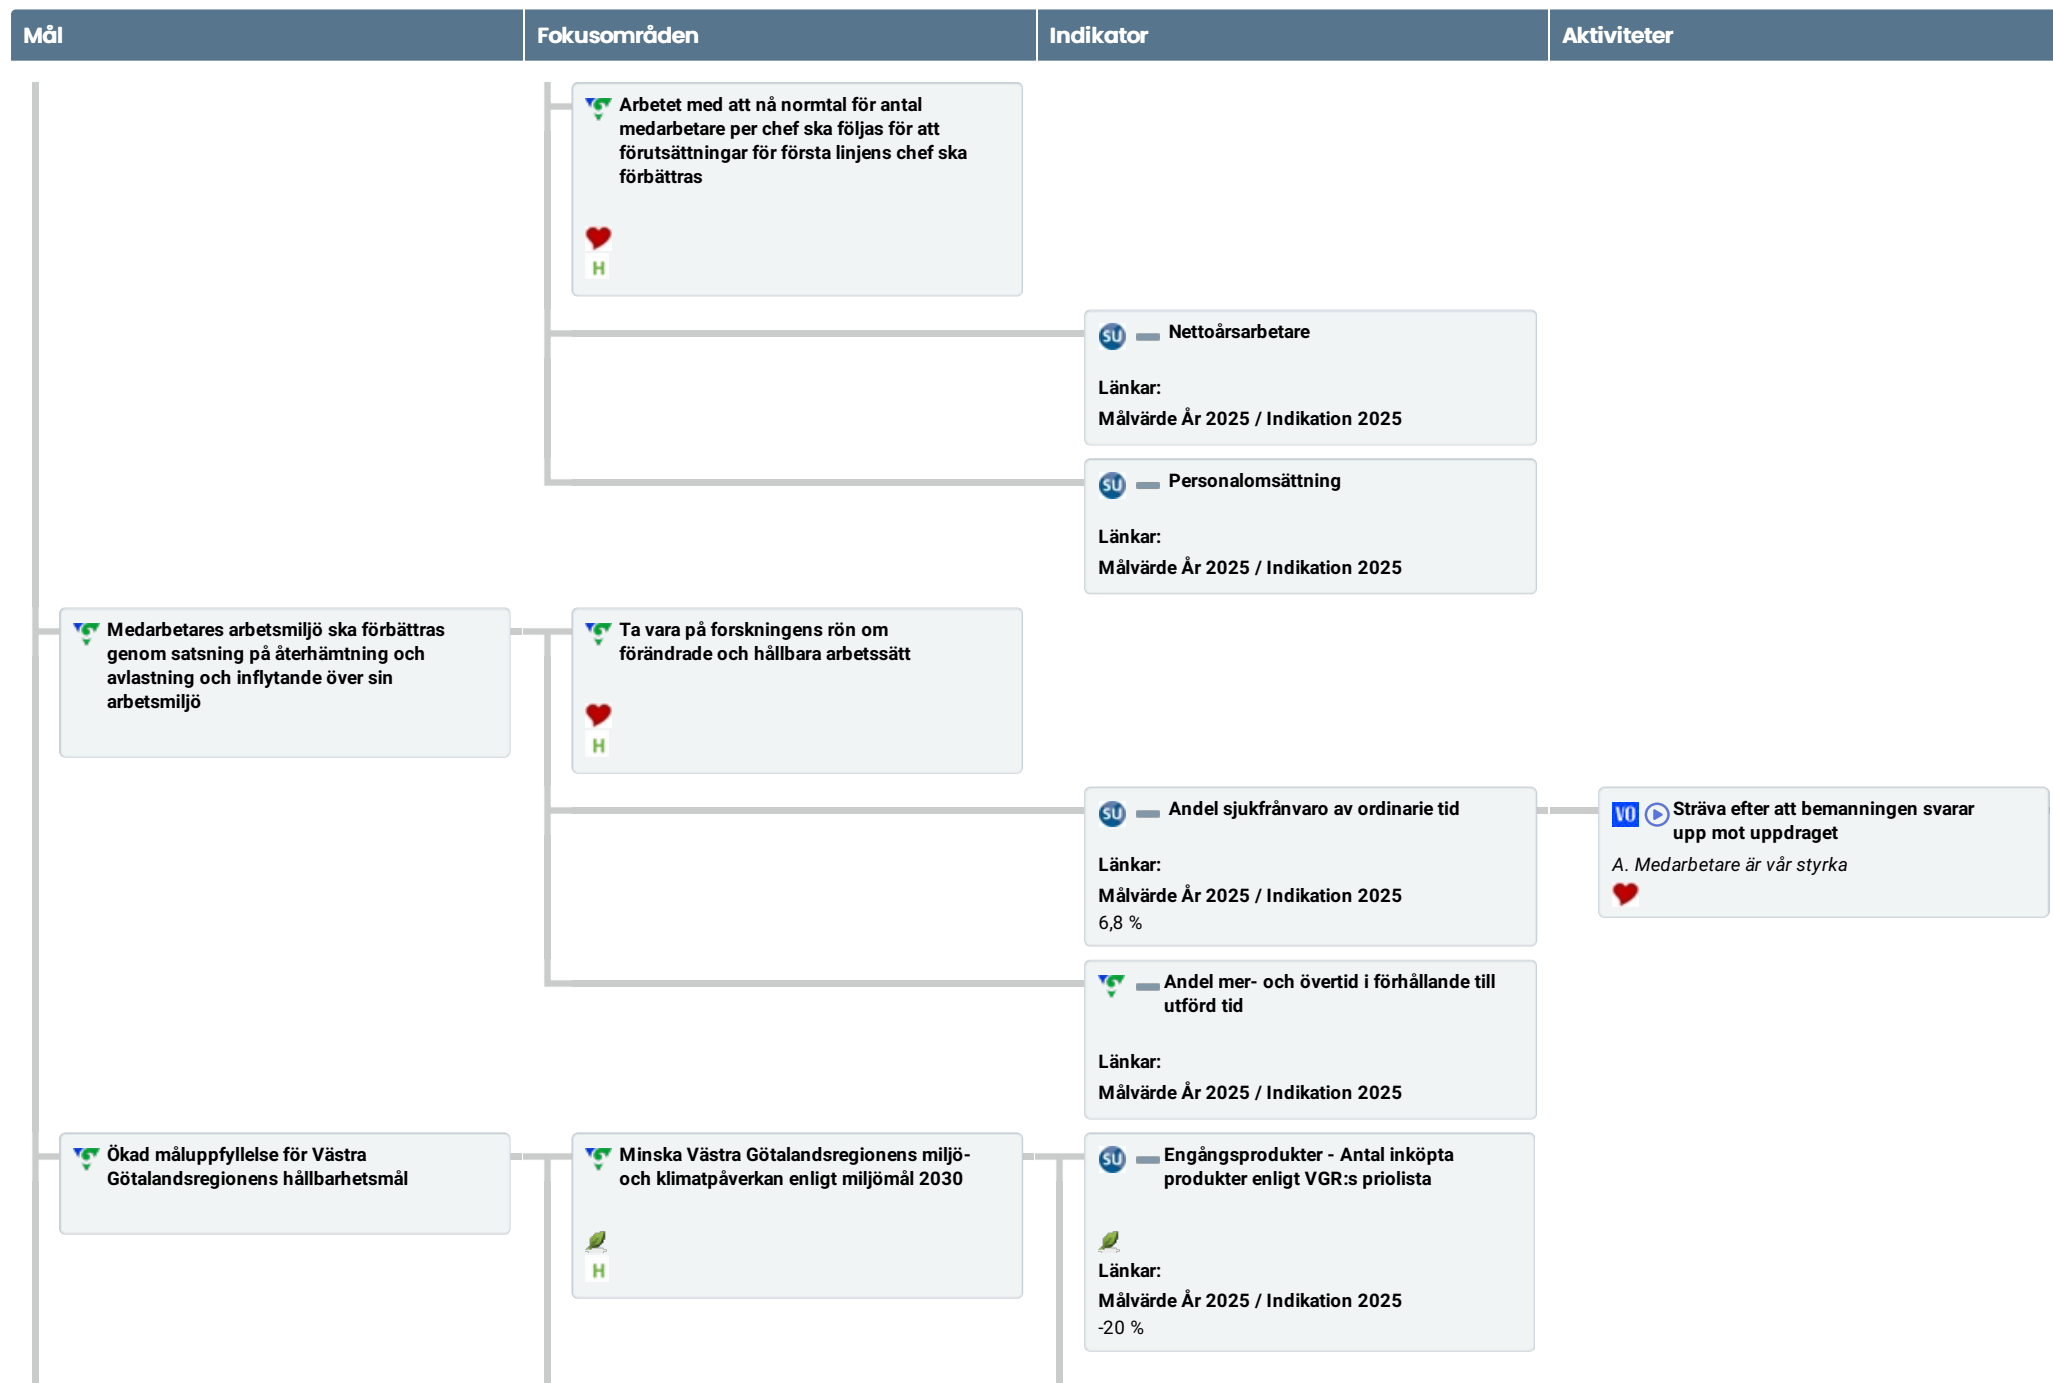 Mål
Fokusområden
Indikator
Aktiviteter
Arbetet med att nå normtal för antal
medarbetare per chef ska följas för att
förutsättningar för första linjens chef ska
förbättras
H
SU
Nettoårsarbetare
Länkar:
Målvärde År 2025 / Indikation 2025
SU
Personalomsättning
Länkar:
Målvärde År 2025 / Indikation 2025
Medarbetares arbetsmiljö ska förbättras
genom satsning på återhämtning och
avlastning och inflytande över sin
arbetsmiljö
Ta vara på forskningens rön om
förändrade och hållbara arbetssätt
H
SU
Andel sjukfrånvaro av ordinarie tid
Länkar:
Målvärde År 2025 / Indikation 2025
6,8 %
VO
Sträva efter att bemanningen svarar
upp mot uppdraget
A. Medarbetare är vår styrka
Andel mer- och övertid i förhållande till
utförd tid
Länkar:
Målvärde År 2025 / Indikation 2025
Ökad måluppfyllelse för Västra
Götalandsregionens hållbarhetsmål
Minska Västra Götalandsregionens miljö-
och klimatpåverkan enligt miljömål 2030
H
SU
Engångsprodukter - Antal inköpta
produkter enligt VGR:s priolista
Länkar:
Målvärde År 2025 / Indikation 2025
-20 %